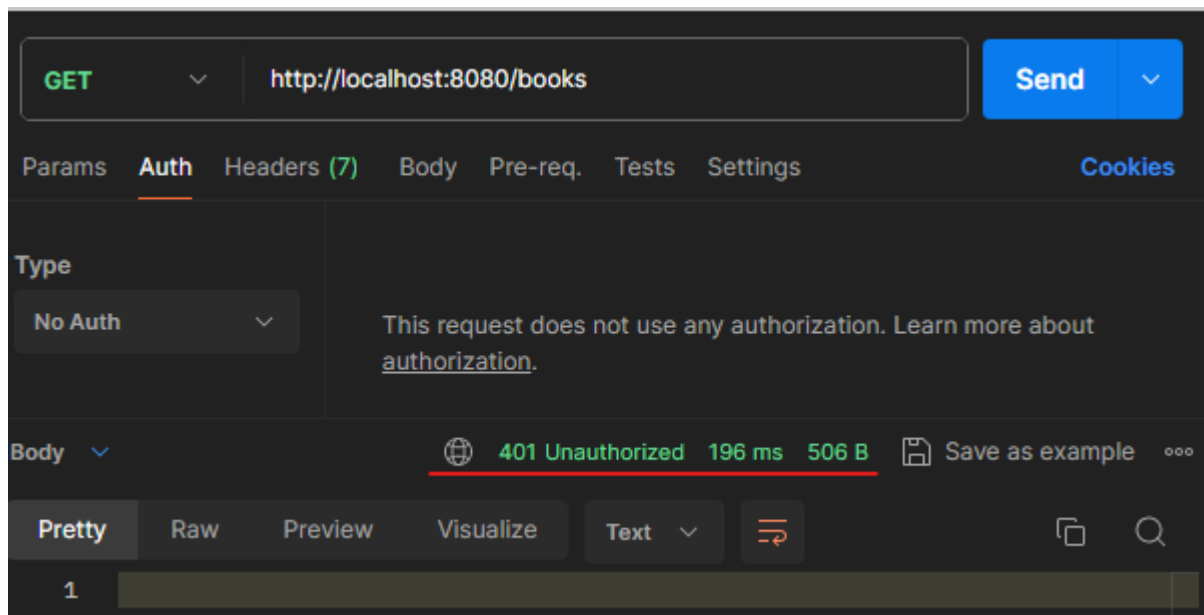 GET http://localhost:8080/books Send
Params Auth Headers (7) Body Pre-req. Tests Settings Cookies
Type
No Auth
This request does not use any authorization. Learn more about
authorization.
Body 401 Unauthorized 196 ms 506 B Save as example
Pretty Raw Preview Visualize Text
1